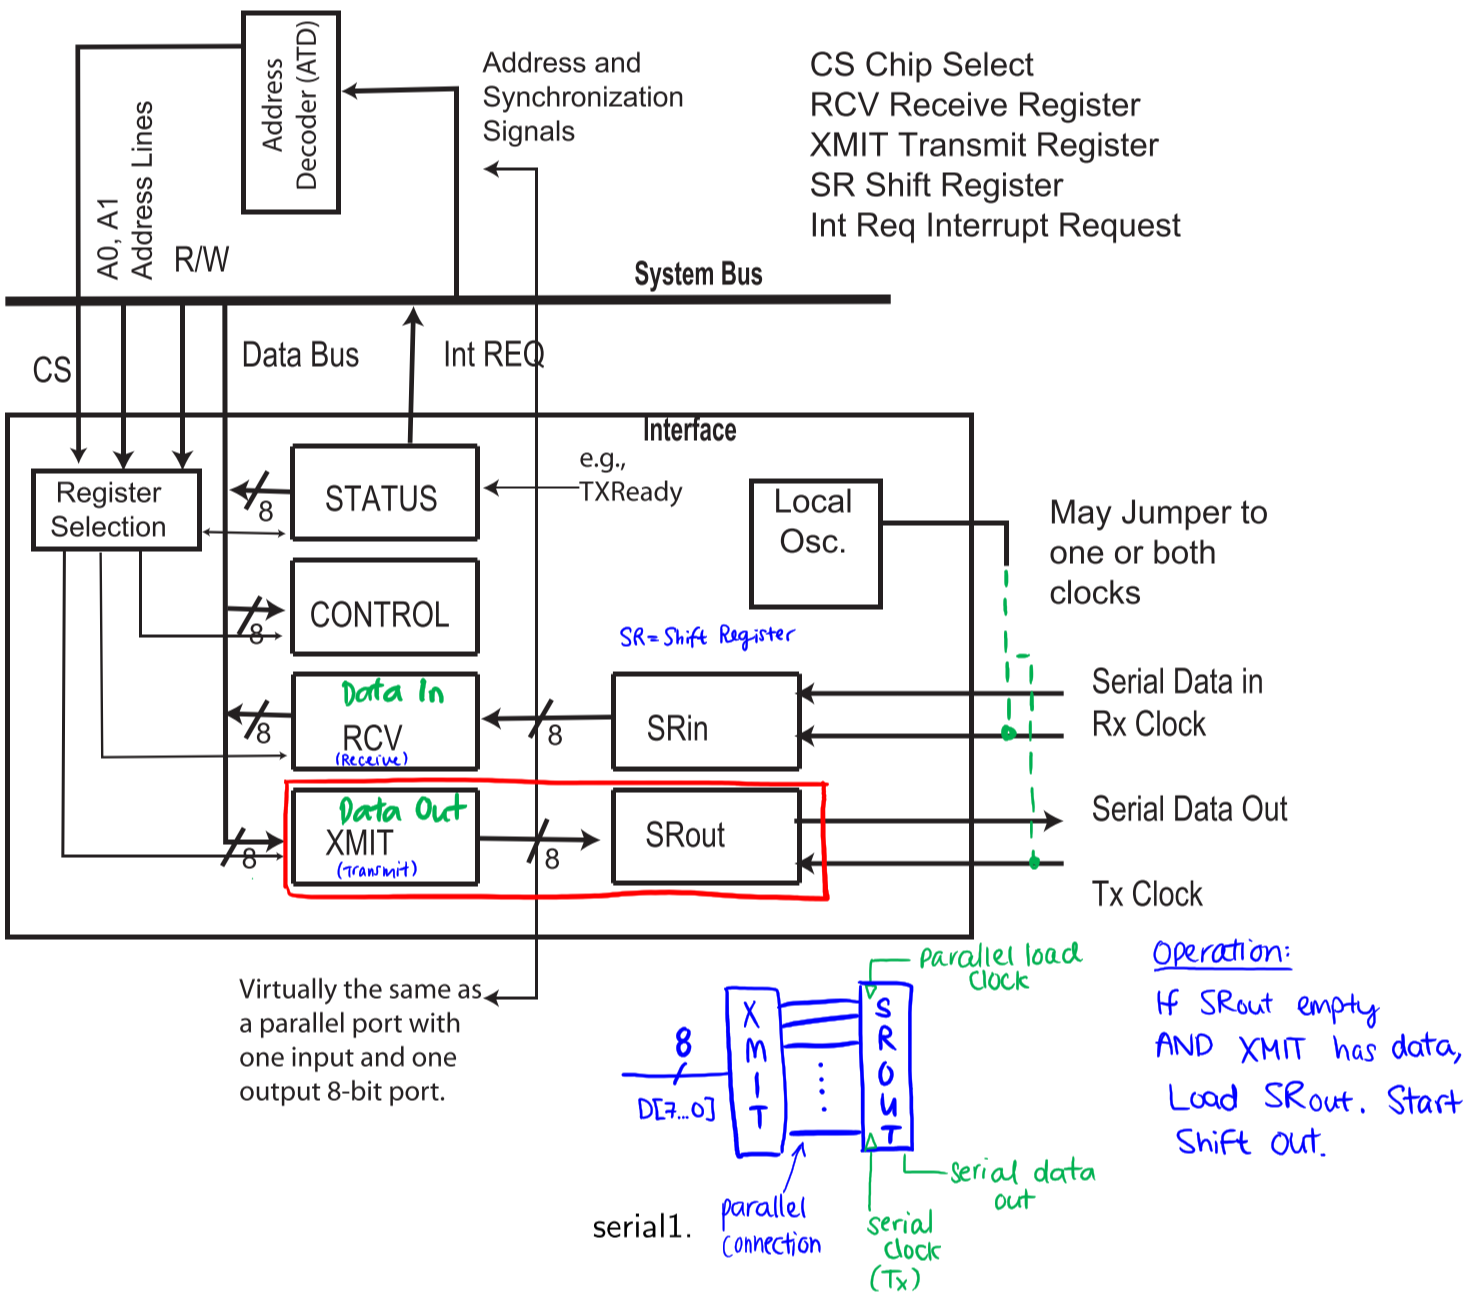 Address
Decoder (ATD)
Address and
Synchronization
Signals
CS Chip Select
RCV Receive Register
XMIT Transmit Register
SR Shift Register
Int Req Interrupt Request
A0, A1
Address Lines
R/W
System Bus
CS
Data Bus
Int REQ
Interface
Register
Selection
8
STATUS
e.g.,
TXReady
Local
Osc.
May Jumper to
one or both
clocks
8
CONTROL
SR = Shift Register
8
Data In
RCV
(Receive)
8
SRin
Serial Data in
Rx Clock
8
Data Out
XMIT
(Transmit)
8
SRout
Serial Data Out
Tx Clock
Virtually the same as
a parallel port with
one input and one
output 8-bit port.
8
D[7...0]
XMIT
SROUT
parallel load
clock
serial data
out
parallel
connection
serial
clock
(Tx)
Operation:
If SRout empty
AND XMIT has data,
Load SRout. Start
Shift out.
serial1.